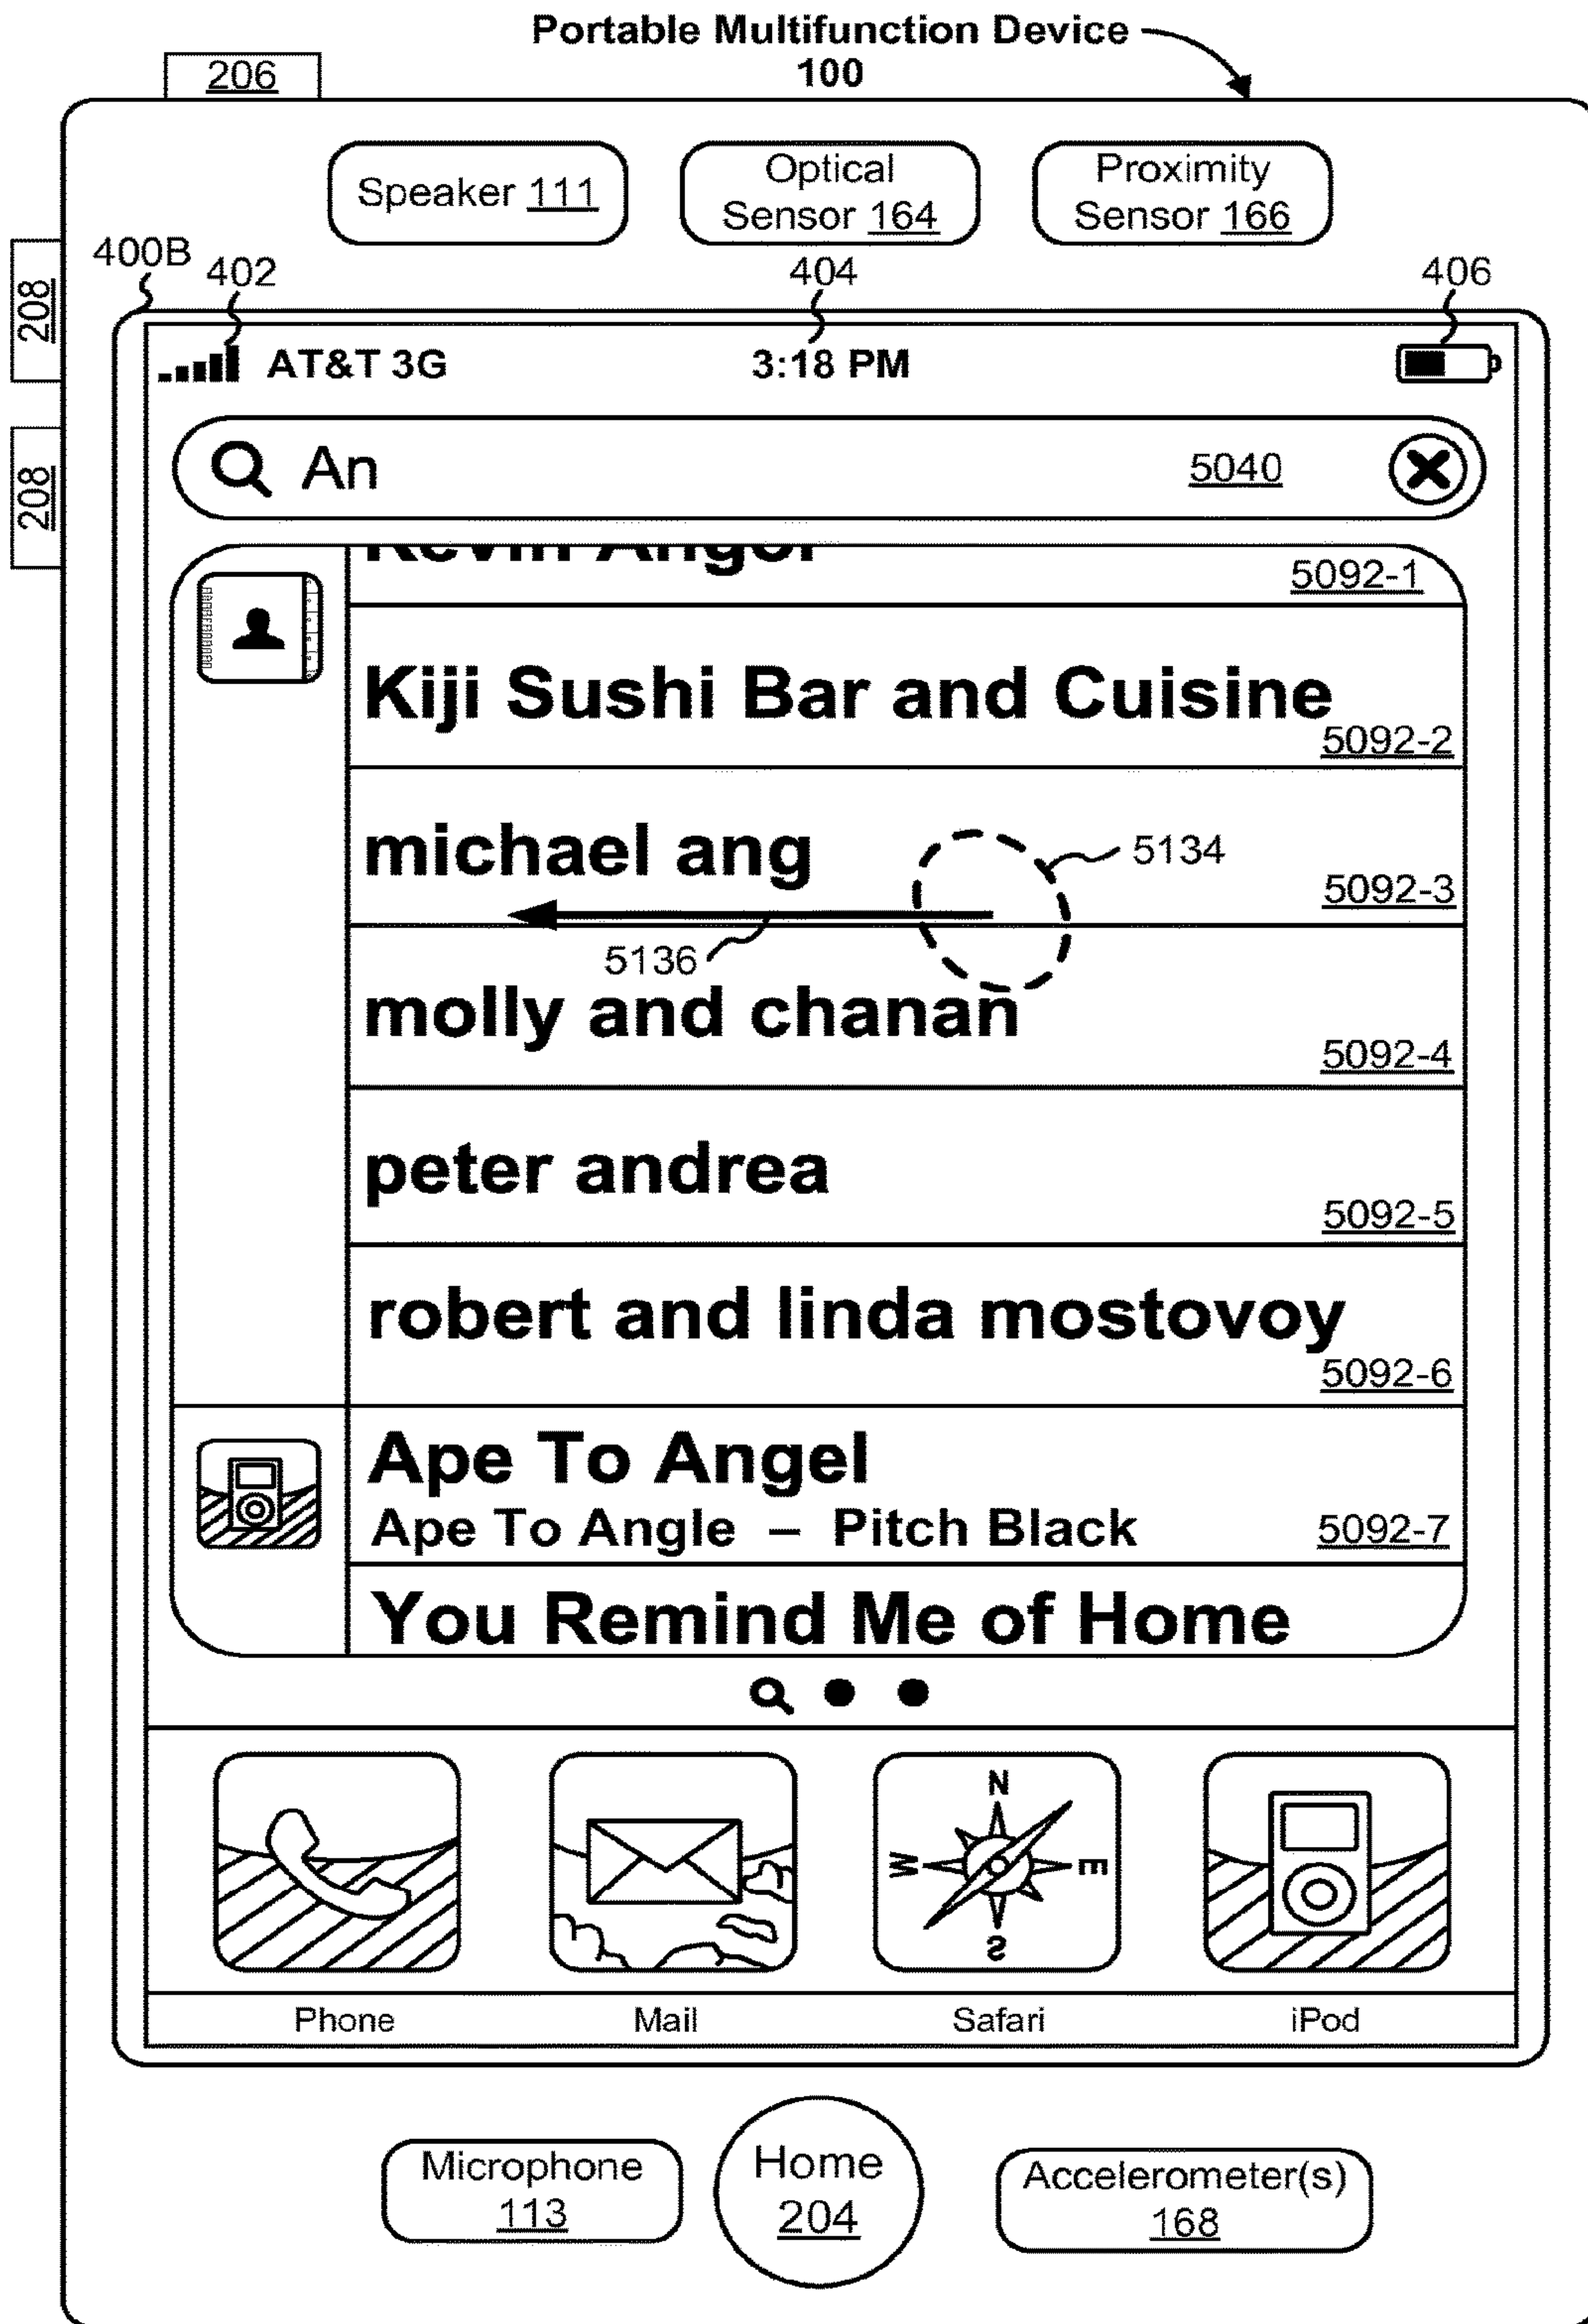 Portable Multifunction Device
100
206
Speaker 111
Optical
Sensor 164
Proximity
Sensor 166
208
208
400B
402
404
406
AT&T 3G
3:18 PM
An
5040
Kevin Angol
5092-1
Kiji Sushi Bar and Cuisine
5092-2
michael ang
5134
5092-3
5136
molly and chanan
5092-4
peter andrea
5092-5
robert and linda mostovoy
5092-6
Ape To Angel
Ape To Angle – Pitch Black
5092-7
You Remind Me of Home
N
W
E
S
Phone
Mail
Safari
iPod
Microphone
113
Home
204
Accelerometer(s)
168